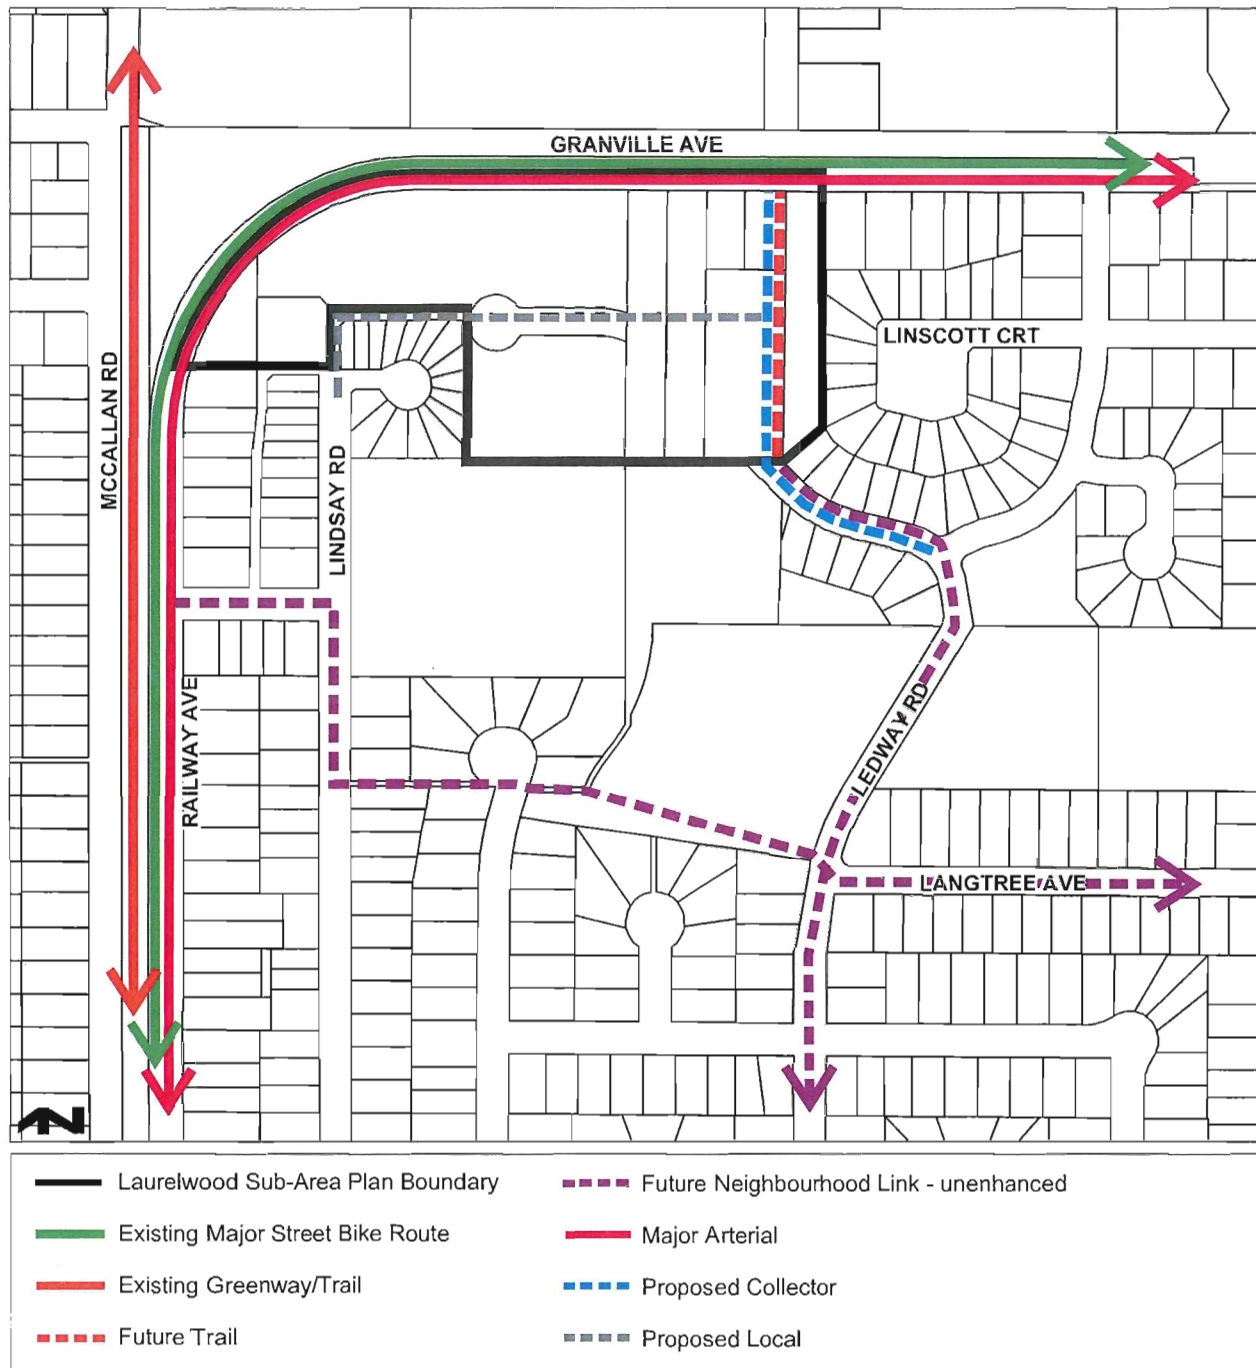 GRANVILLE AVE
LINSCOTT CRT
MCCALLAN RD
LINDSAY RD
RAILWAY AVE
LEDWAY RD
LANGTREE AVE
N
Laurelwood Sub-Area Plan Boundary
Existing Major Street Bike Route
Existing Greenway/Trail
Future Trail
Future Neighbourhood Link - unenhanced
Major Arterial
Proposed Collector
Proposed Local